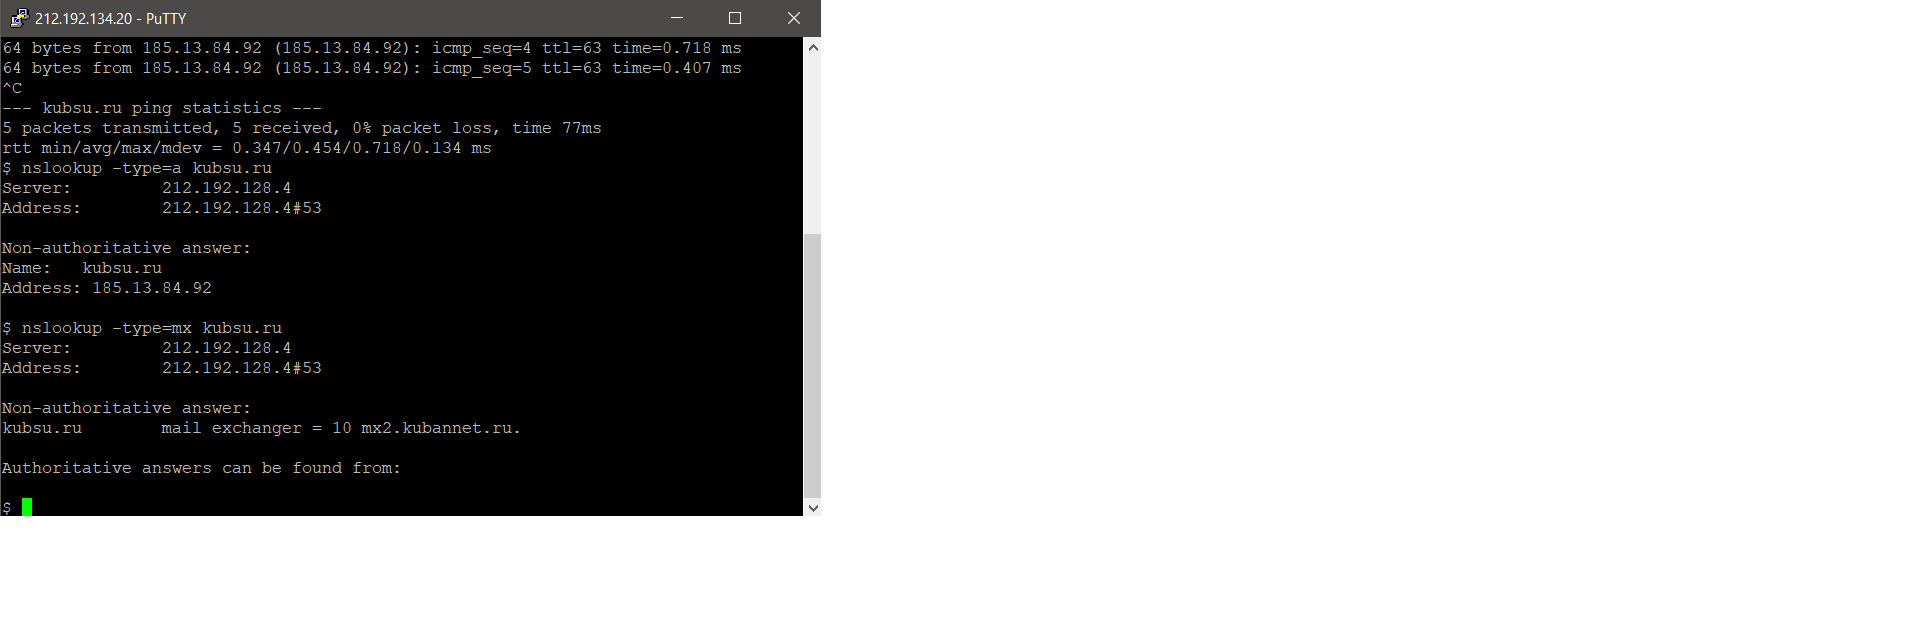 212.192.134.20 - PuTTY
64 bytes from 185.13.84.92 (185.13.84.92): icmp_seq=4 ttl=63 time=0.718 ms
64 bytes from 185.13.84.92 (185.13.84.92): icmp_seq=5 ttl=63 time=0.407 ms
^C
--- kubsu.ru ping statistics ---
5 packets transmitted, 5 received, 0% packet loss, time 77ms
rtt min/avg/max/mdev = 0.347/0.454/0.718/0.134 ms
$ nslookup -type=a kubsu.ru
Server:         212.192.128.4
Address:        212.192.128.4#53
Non-authoritative answer:
Name:   kubsu.ru
Address: 185.13.84.92
$ nslookup -type=mx kubsu.ru
Server:         212.192.128.4
Address:        212.192.128.4#53
Non-authoritative answer:
kubsu.ru        mail exchanger = 10 mx2.kubannet.ru.
Authoritative answers can be found from:
$